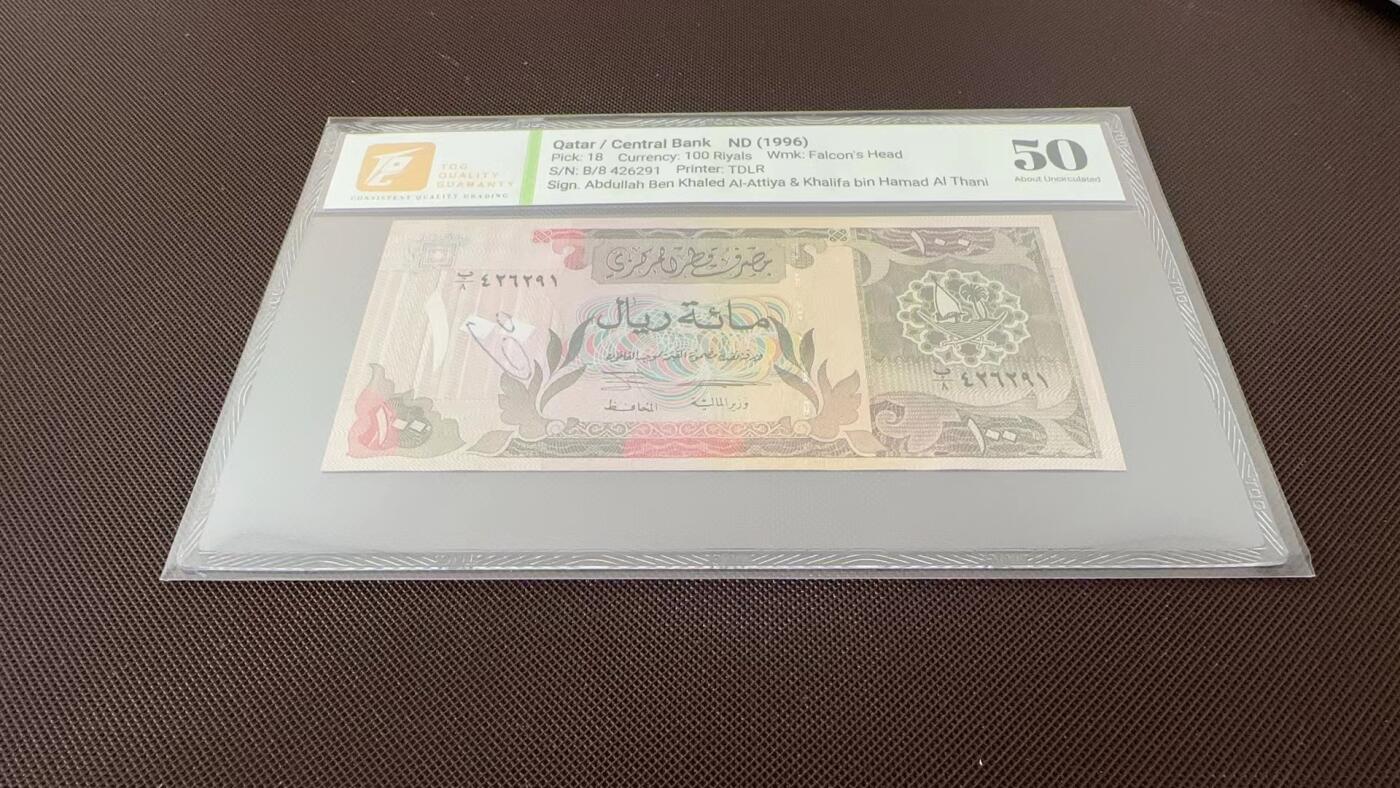 TQG
QUALITY
GUARANTY
CONSISTENT QUALITY GRADING
Qatar / Central Bank ND (1996)
Pick: 18 Currency: 100 Riyals Wmk: Falcon's Head
S/N: B/8 426291 Printer: TDLR
Sign. Abdullah Ben Khaled Al-Attiya & Khalifa bin Hamad Al Thani
50
About Uncirculated
١٠٠
مصرف قطر المركزي
ب/٨ ٤٢٦٢٩١
مائة ريال
ب/٨ ٤٢٦٢٩١
وزير المالية
المحافظ
١٠٠
١٠٠